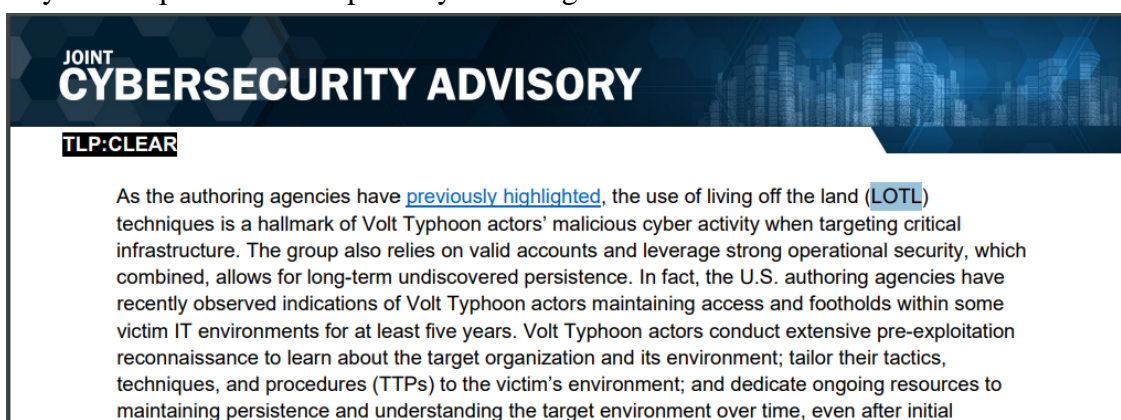 JOINT
CYBERSECURITY ADVISORY
TLP:CLEAR
As the authoring agencies have previously highlighted, the use of living off the land (LOTL)
techniques is a hallmark of Volt Typhoon actors’ malicious cyber activity when targeting critical
infrastructure. The group also relies on valid accounts and leverage strong operational security, which
combined, allows for long-term undiscovered persistence. In fact, the U.S. authoring agencies have
recently observed indications of Volt Typhoon actors maintaining access and footholds within some
victim IT environments for at least five years. Volt Typhoon actors conduct extensive pre-exploitation
reconnaissance to learn about the target organization and its environment; tailor their tactics,
techniques, and procedures (TTPs) to the victim’s environment; and dedicate ongoing resources to
maintaining persistence and understanding the target environment over time, even after initial